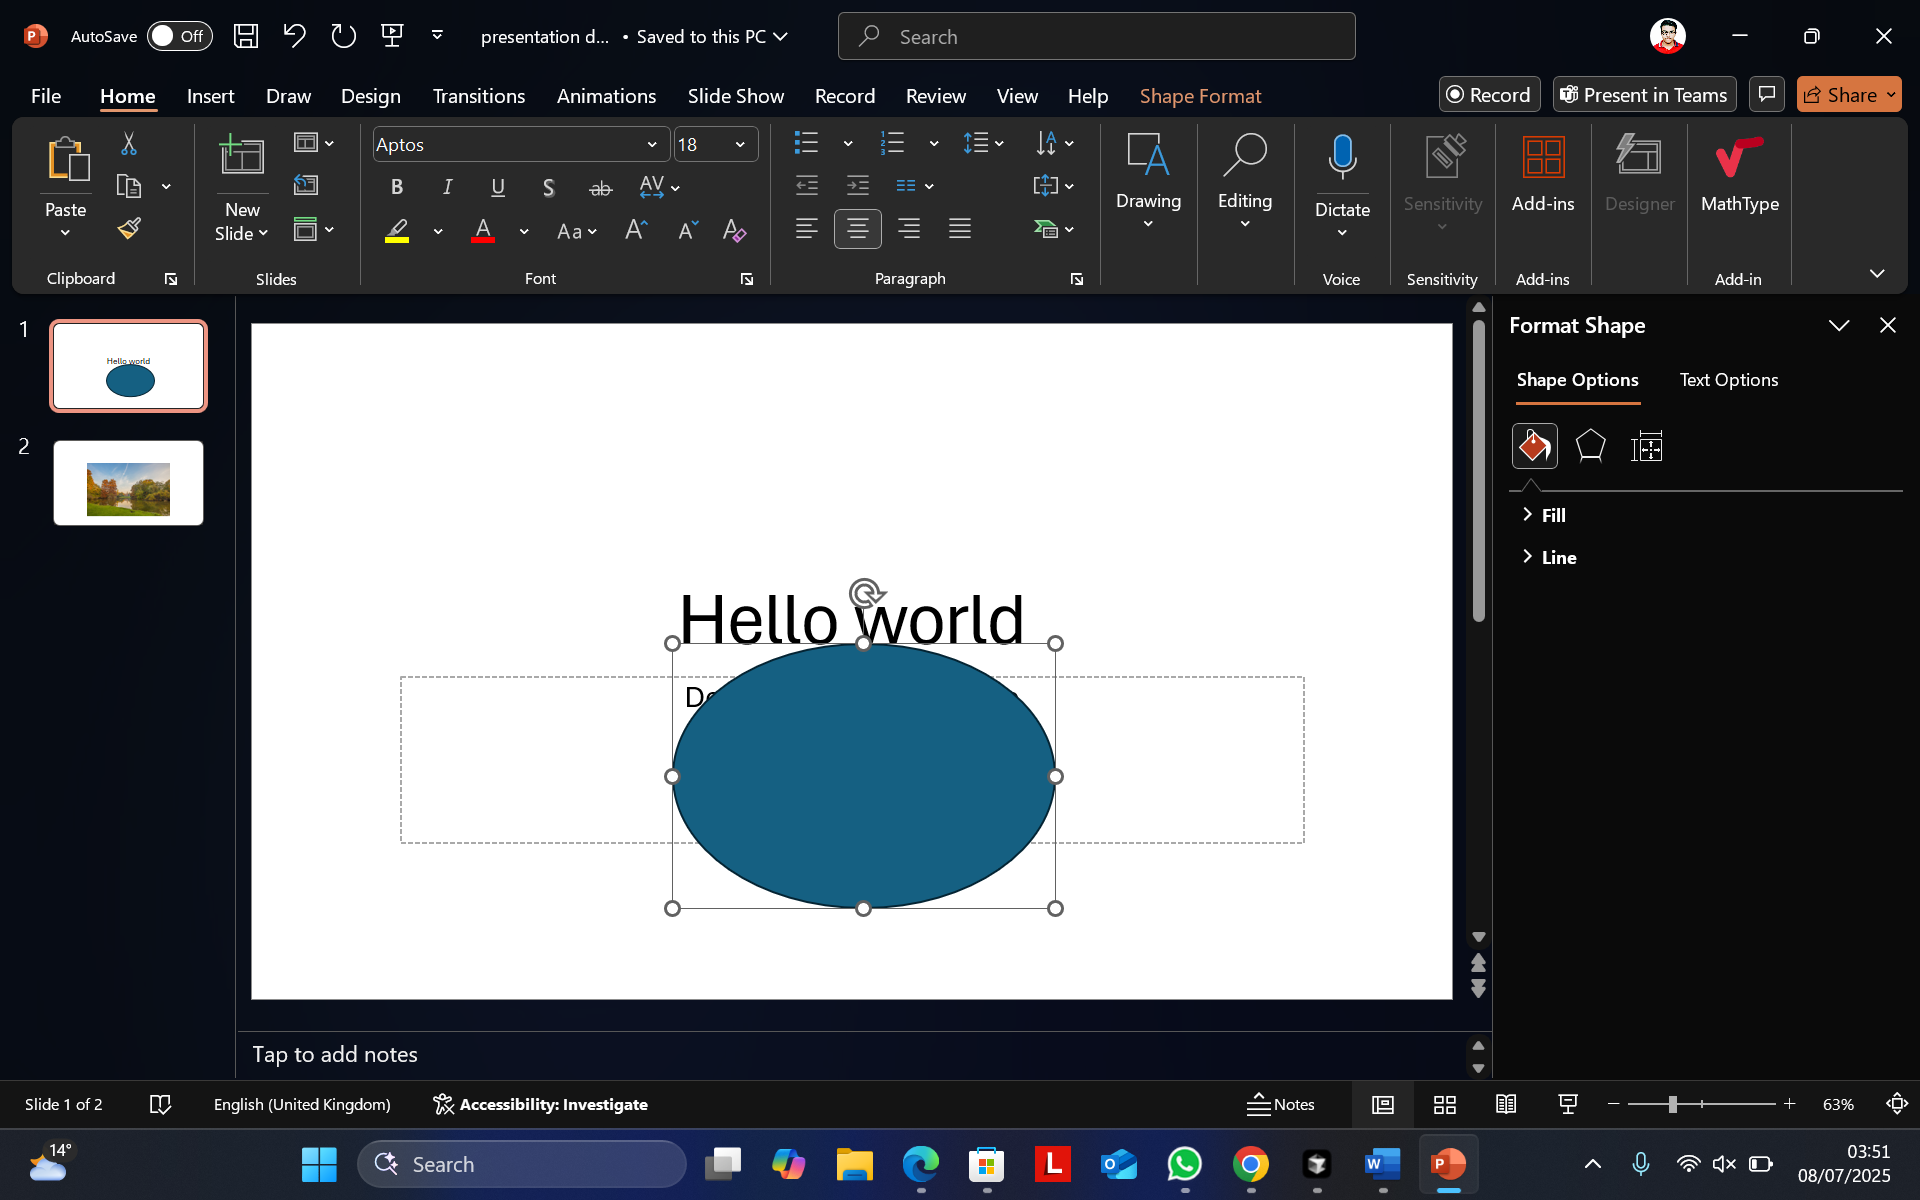 AutoSave Off presentation d... • Saved to this PC Search
File Home Insert Draw Design Transitions Animations Slide Show Record Review View Help Shape Format Record Present in Teams Share
Aptos 18
Paste New Slide Drawing Editing Dictate Sensitivity Add-ins Designer MathType
Clipboard Slides Font Paragraph Voice Sensitivity Add-ins Add-in
1
Hello world
2
Hello world
Format Shape
Shape Options Text Options
Fill
Line
Tap to add notes
Slide 1 of 2 English (United Kingdom) Accessibility: Investigate Notes 63%
14° Search 03:51
08/07/2025